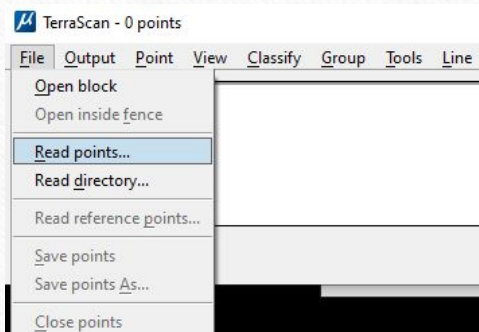 TerraScan - 0 points
File Output Point View Classify Group Tools Line
Open block
Open inside fence
Read points...
Read directory...
Read reference points...
Save points
Save points As...
Close points